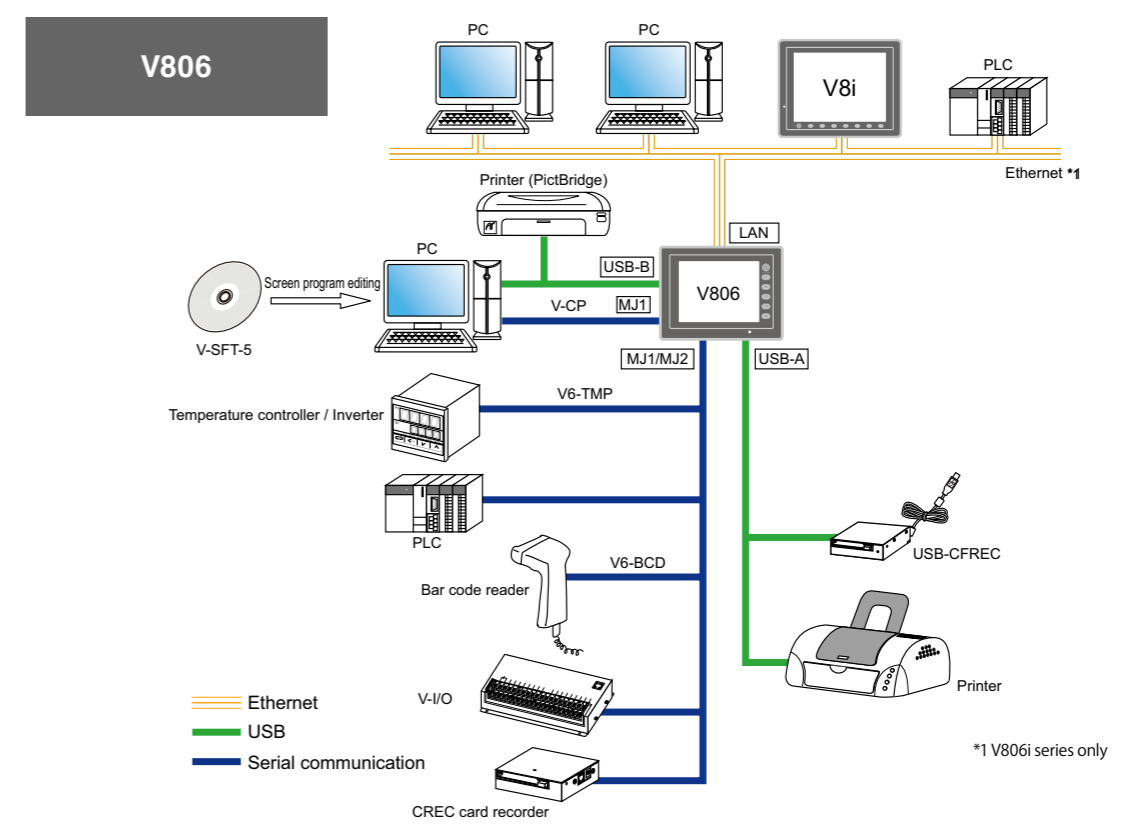 V806
PC
PC
V8i
PLC
Ethernet *1
Printer (PictBridge)
LAN
PC
USB-B
V806
Screen program editing
V-CP
MJ1
V-SFT-5
MJ1/MJ2
USB-A
V6-TMP
Temperature controller / Inverter
PLC
USB-CFREC
V6-BCD
Bar code reader
Printer
V-I/O
Ethernet
USB
Serial communication
*1 V806i series only
CREC card recorder